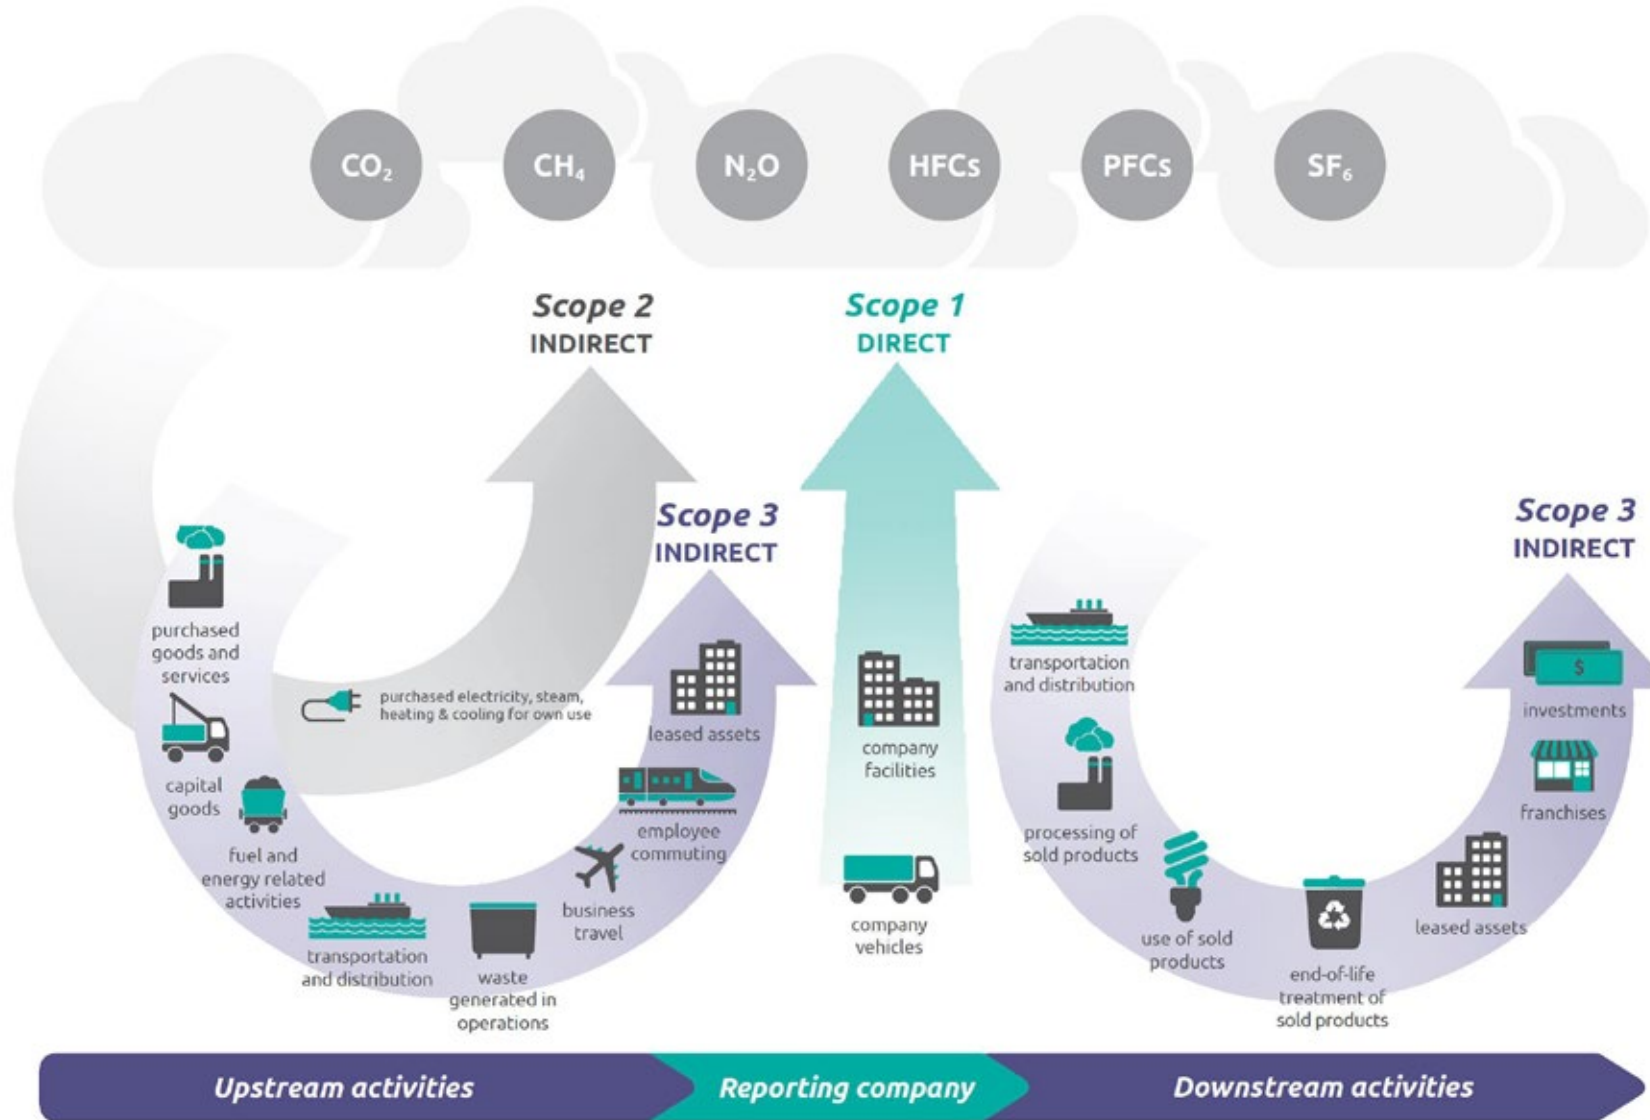 CO₂
CH₄
N₂O
HFCs
PFCs
SF₆
Scope 2
INDIRECT
Scope 1
DIRECT
Scope 3
INDIRECT
Scope 3
INDIRECT
purchased
goods and
services
capital
goods
fuel and
energy related
activities
transportation
and distribution
waste
generated in
operations
business
travel
employee
commuting
leased assets
purchased electricity, steam,
heating & cooling for own use
company
facilities
company
vehicles
transportation
and distribution
processing of
sold products
use of sold
products
end-of-life
treatment of
sold products
leased assets
franchises
investments
$
Upstream activities
Reporting company
Downstream activities